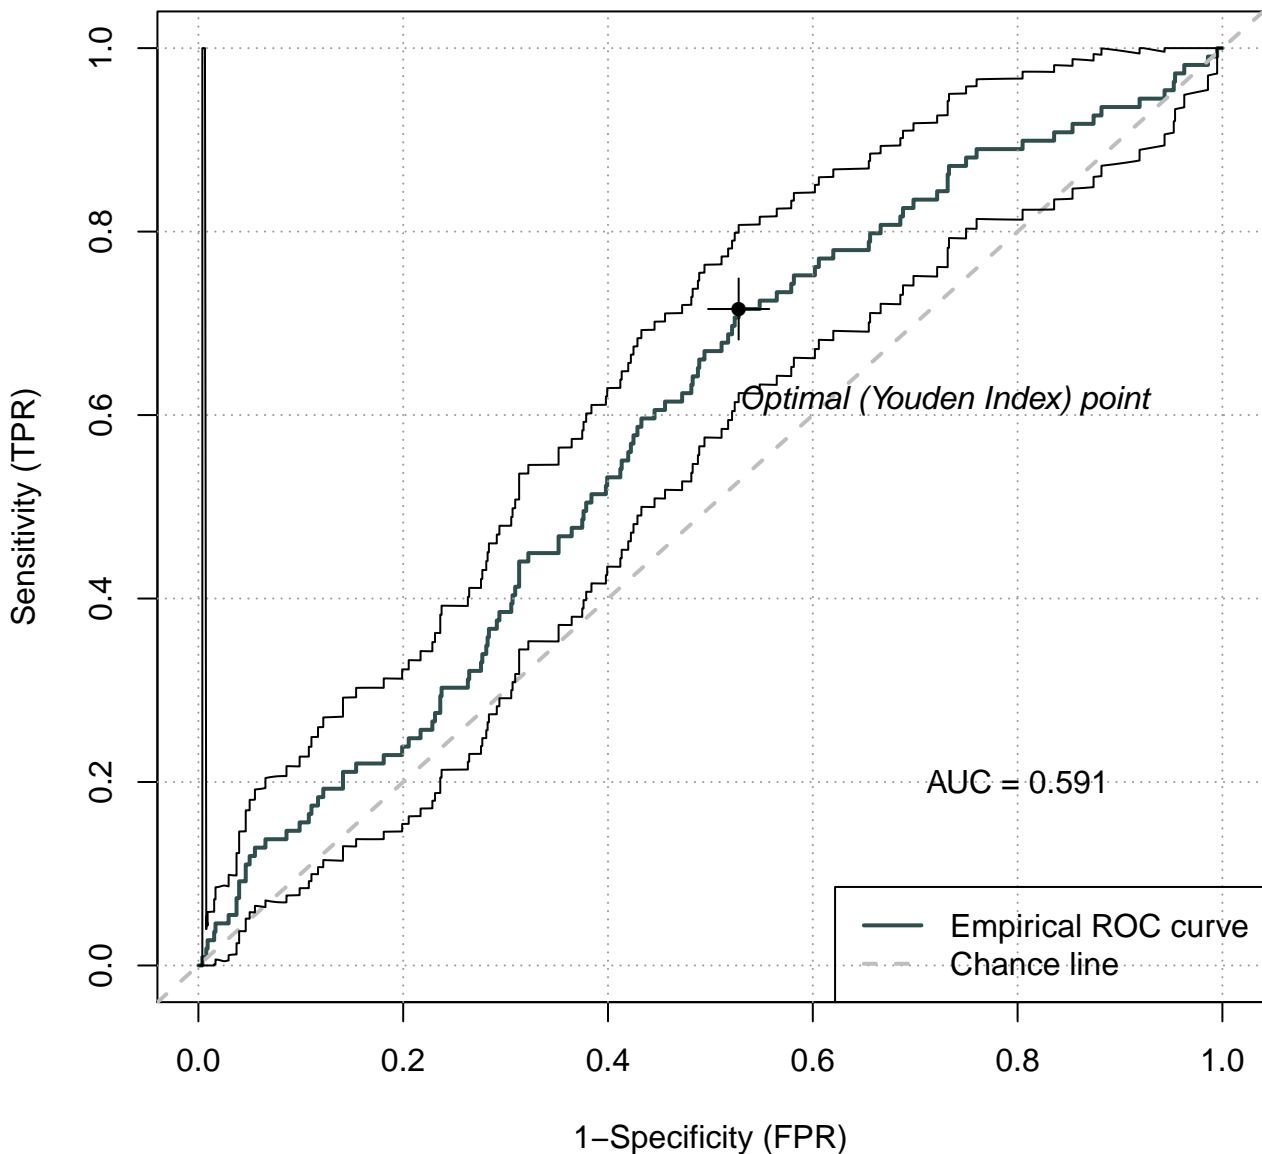 Sensitivity (TPR)
1.0
0.8
0.6
0.4
0.2
0.0
Optimal (Youden Index) point
AUC = 0.591
Empirical ROC curve
Chance line
0.0
0.2
0.4
0.6
0.8
1.0
1−Specificity (FPR)